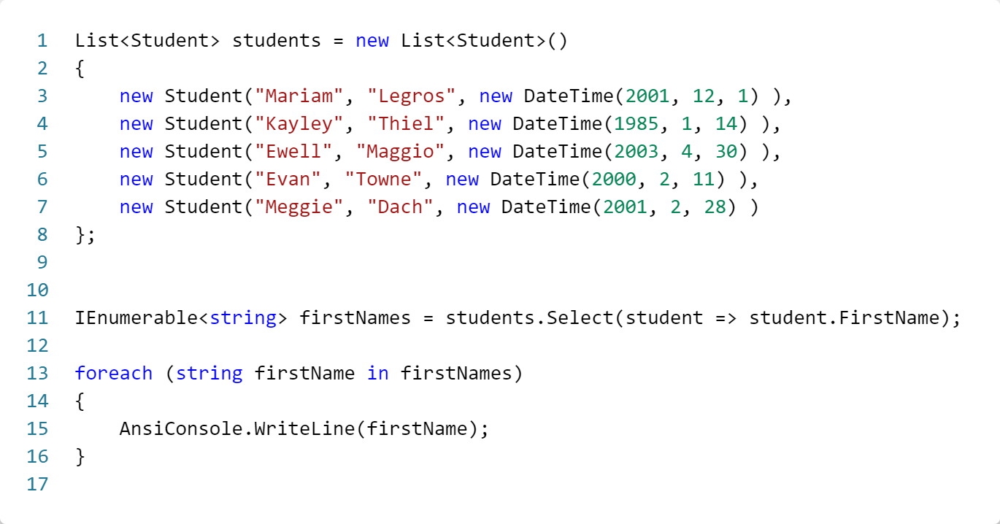 1 List<Student> students = new List<Student>()
2 {
3     new Student("Mariam", "Legros", new DateTime(2001, 12, 1) ),
4     new Student("Kayley", "Thiel", new DateTime(1985, 1, 14) ),
5     new Student("Ewell", "Maggio", new DateTime(2003, 4, 30) ),
6     new Student("Evan", "Towne", new DateTime(2000, 2, 11) ),
7     new Student("Meggie", "Dach", new DateTime(2001, 2, 28) )
8 };
9
10
11 IEnumerable<string> firstNames = students.Select(student => student.FirstName);
12
13 foreach (string firstName in firstNames)
14 {
15     AnsiConsole.WriteLine(firstName);
16 }
17